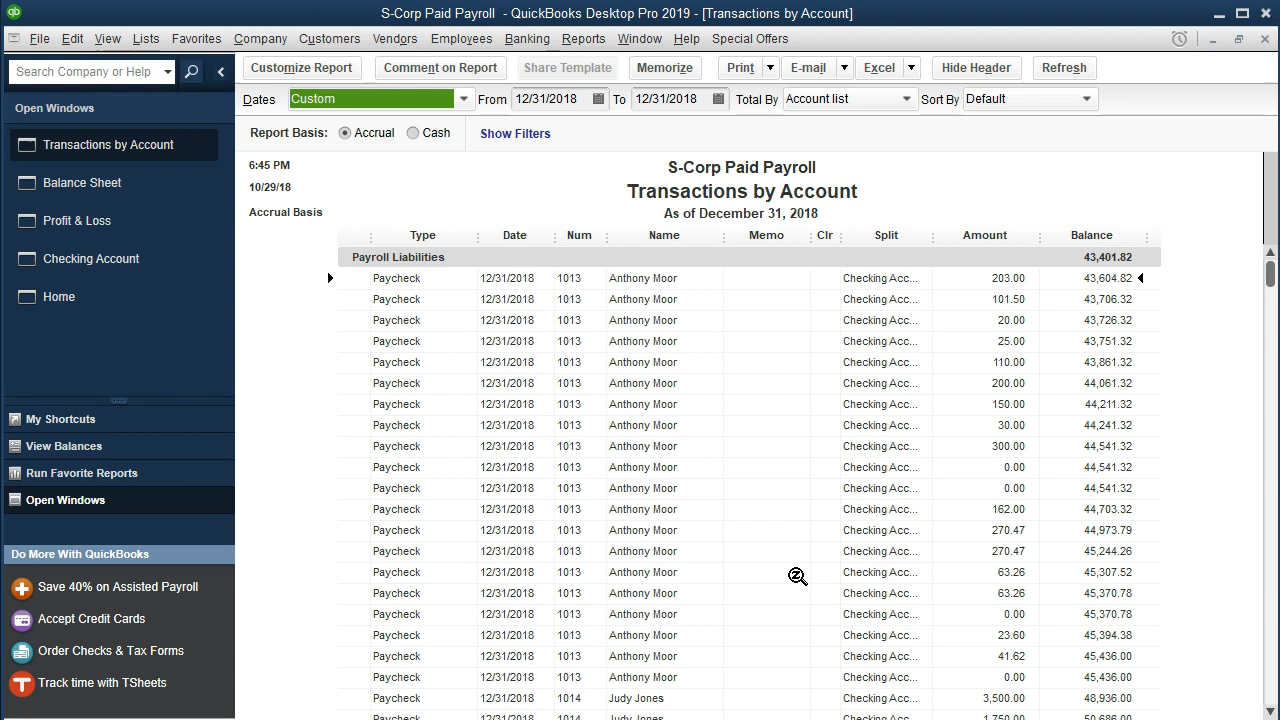 S-Corp Paid Payroll - QuickBooks Desktop Pro 2019 - [Transactions by Account]
File Edit View Lists Favorites Company Customers Vendors Employees Banking Reports Window Help Special Offers
Search Company or Help
Customize Report Comment on Report Share Template Memorize Print E-mail Excel Hide Header Refresh
Dates Custom From 12/31/2018 To 12/31/2018 Total By Account list Sort By Default
Report Basis: Accrual Cash Show Filters
Open Windows
Transactions by Account
Balance Sheet
Profit & Loss
Checking Account
Home
My Shortcuts
View Balances
Run Favorite Reports
Open Windows
Do More With QuickBooks
Save 40% on Assisted Payroll
Accept Credit Cards
Order Checks & Tax Forms
Track time with TSheets
6:45 PM
10/29/18
Accrual Basis
S-Corp Paid Payroll
Transactions by Account
As of December 31, 2018
Type Date Num Name Memo Clr Split Amount Balance
Payroll Liabilities 43,401.82
Paycheck 12/31/2018 1013 Anthony Moor Checking Acc... 203.00 43,604.82
Paycheck 12/31/2018 1013 Anthony Moor Checking Acc... 101.50 43,706.32
Paycheck 12/31/2018 1013 Anthony Moor Checking Acc... 20.00 43,726.32
Paycheck 12/31/2018 1013 Anthony Moor Checking Acc... 25.00 43,751.32
Paycheck 12/31/2018 1013 Anthony Moor Checking Acc... 110.00 43,861.32
Paycheck 12/31/2018 1013 Anthony Moor Checking Acc... 200.00 44,061.32
Paycheck 12/31/2018 1013 Anthony Moor Checking Acc... 150.00 44,211.32
Paycheck 12/31/2018 1013 Anthony Moor Checking Acc... 30.00 44,241.32
Paycheck 12/31/2018 1013 Anthony Moor Checking Acc... 300.00 44,541.32
Paycheck 12/31/2018 1013 Anthony Moor Checking Acc... 0.00 44,541.32
Paycheck 12/31/2018 1013 Anthony Moor Checking Acc... 0.00 44,541.32
Paycheck 12/31/2018 1013 Anthony Moor Checking Acc... 162.00 44,703.32
Paycheck 12/31/2018 1013 Anthony Moor Checking Acc... 270.47 44,973.79
Paycheck 12/31/2018 1013 Anthony Moor Checking Acc... 270.47 45,244.26
Paycheck 12/31/2018 1013 Anthony Moor Checking Acc... 63.26 45,307.52
Paycheck 12/31/2018 1013 Anthony Moor Checking Acc... 63.26 45,370.78
Paycheck 12/31/2018 1013 Anthony Moor Checking Acc... 0.00 45,370.78
Paycheck 12/31/2018 1013 Anthony Moor Checking Acc... 23.60 45,394.38
Paycheck 12/31/2018 1013 Anthony Moor Checking Acc... 41.62 45,436.00
Paycheck 12/31/2018 1013 Anthony Moor Checking Acc... 0.00 45,436.00
Paycheck 12/31/2018 1014 Judy Jones Checking Acc... 3,500.00 48,936.00
Paycheck 12/31/2018 1014 Judy Jones Checking Acc... 1,750.00 50,686.00